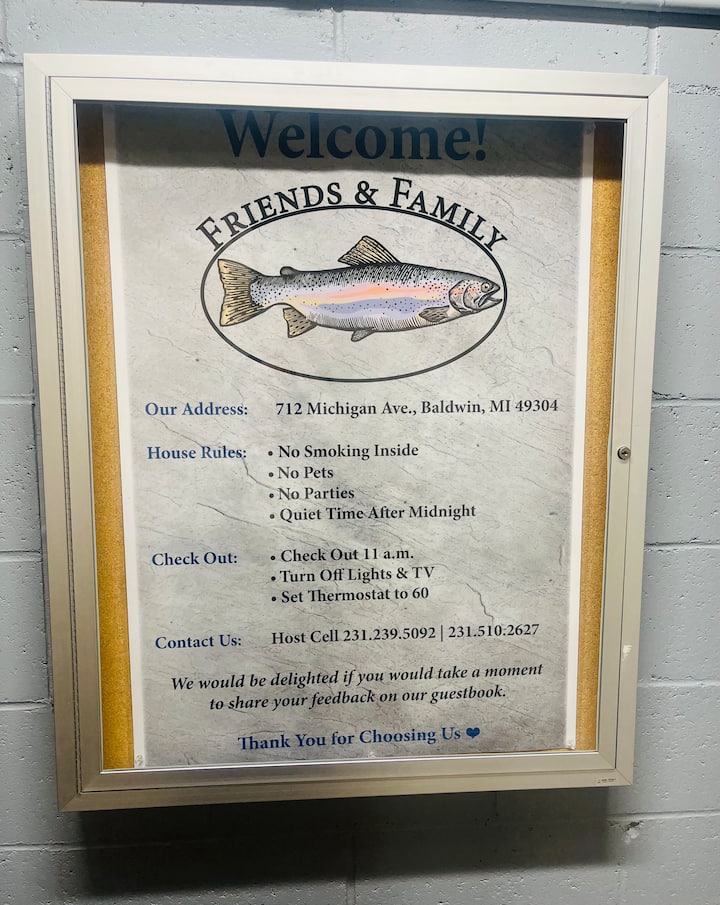 Welcome!
FRIENDS & FAMILY
Our Address: 712 Michigan Ave., Baldwin, MI 49304
House Rules: • No Smoking Inside
• No Pets
• No Parties
• Quiet Time After Midnight
Check Out: • Check Out 11 a.m.
• Turn Off Lights & TV
• Set Thermostat to 60
Contact Us: Host Cell 231.239.5092 | 231.510.2627
We would be delighted if you would take a moment
to share your feedback on our guestbook.
Thank You for Choosing Us ❤